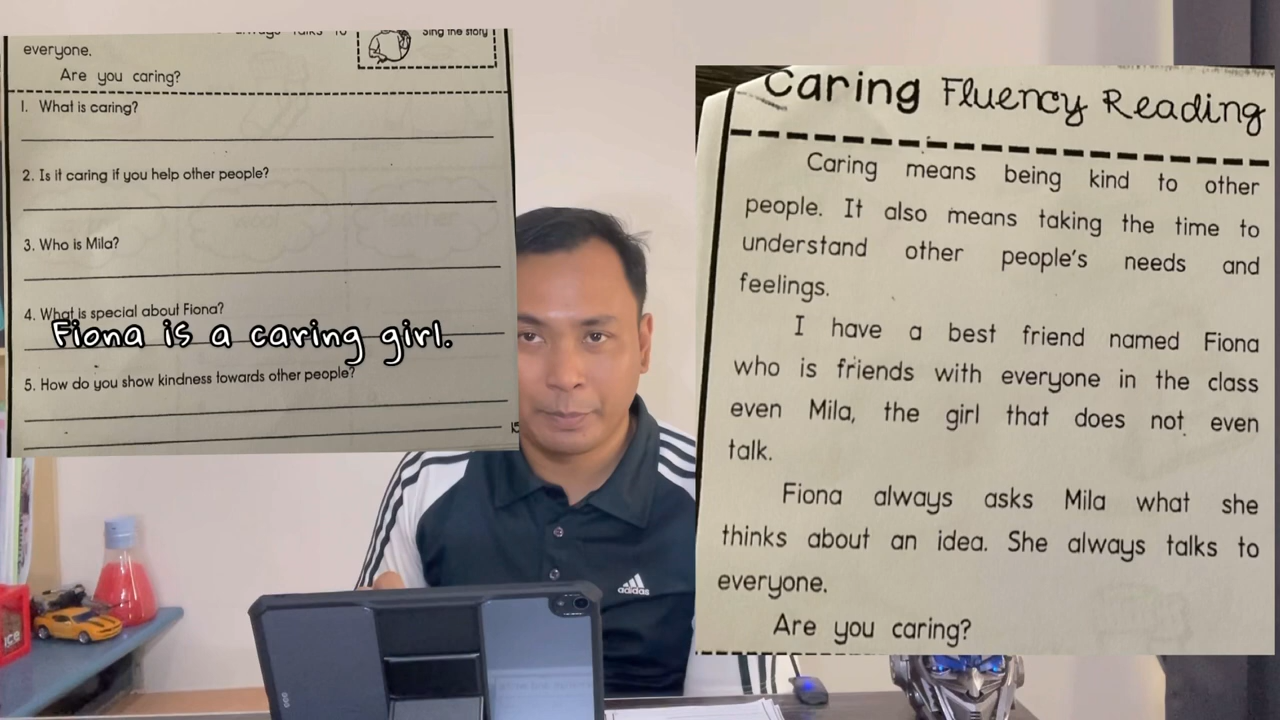 everyone.
Sing the story
Are you caring?
1. What is caring?
2. Is it caring if you help other people?
3. Who is Mila?
4. What is special about Fiona?
Fiona is a caring girl.
5. How do you show kindness towards other people?
Caring Fluency Reading
Caring means being kind to other
people. It also means taking the time to
understand other people's needs and
feelings.
I have a best friend named Fiona
who is friends with everyone in the class
even Mila, the girl that does not even
talk.
Fiona always asks Mila what she
thinks about an idea. She always talks to
everyone.
Are you caring?
adidas